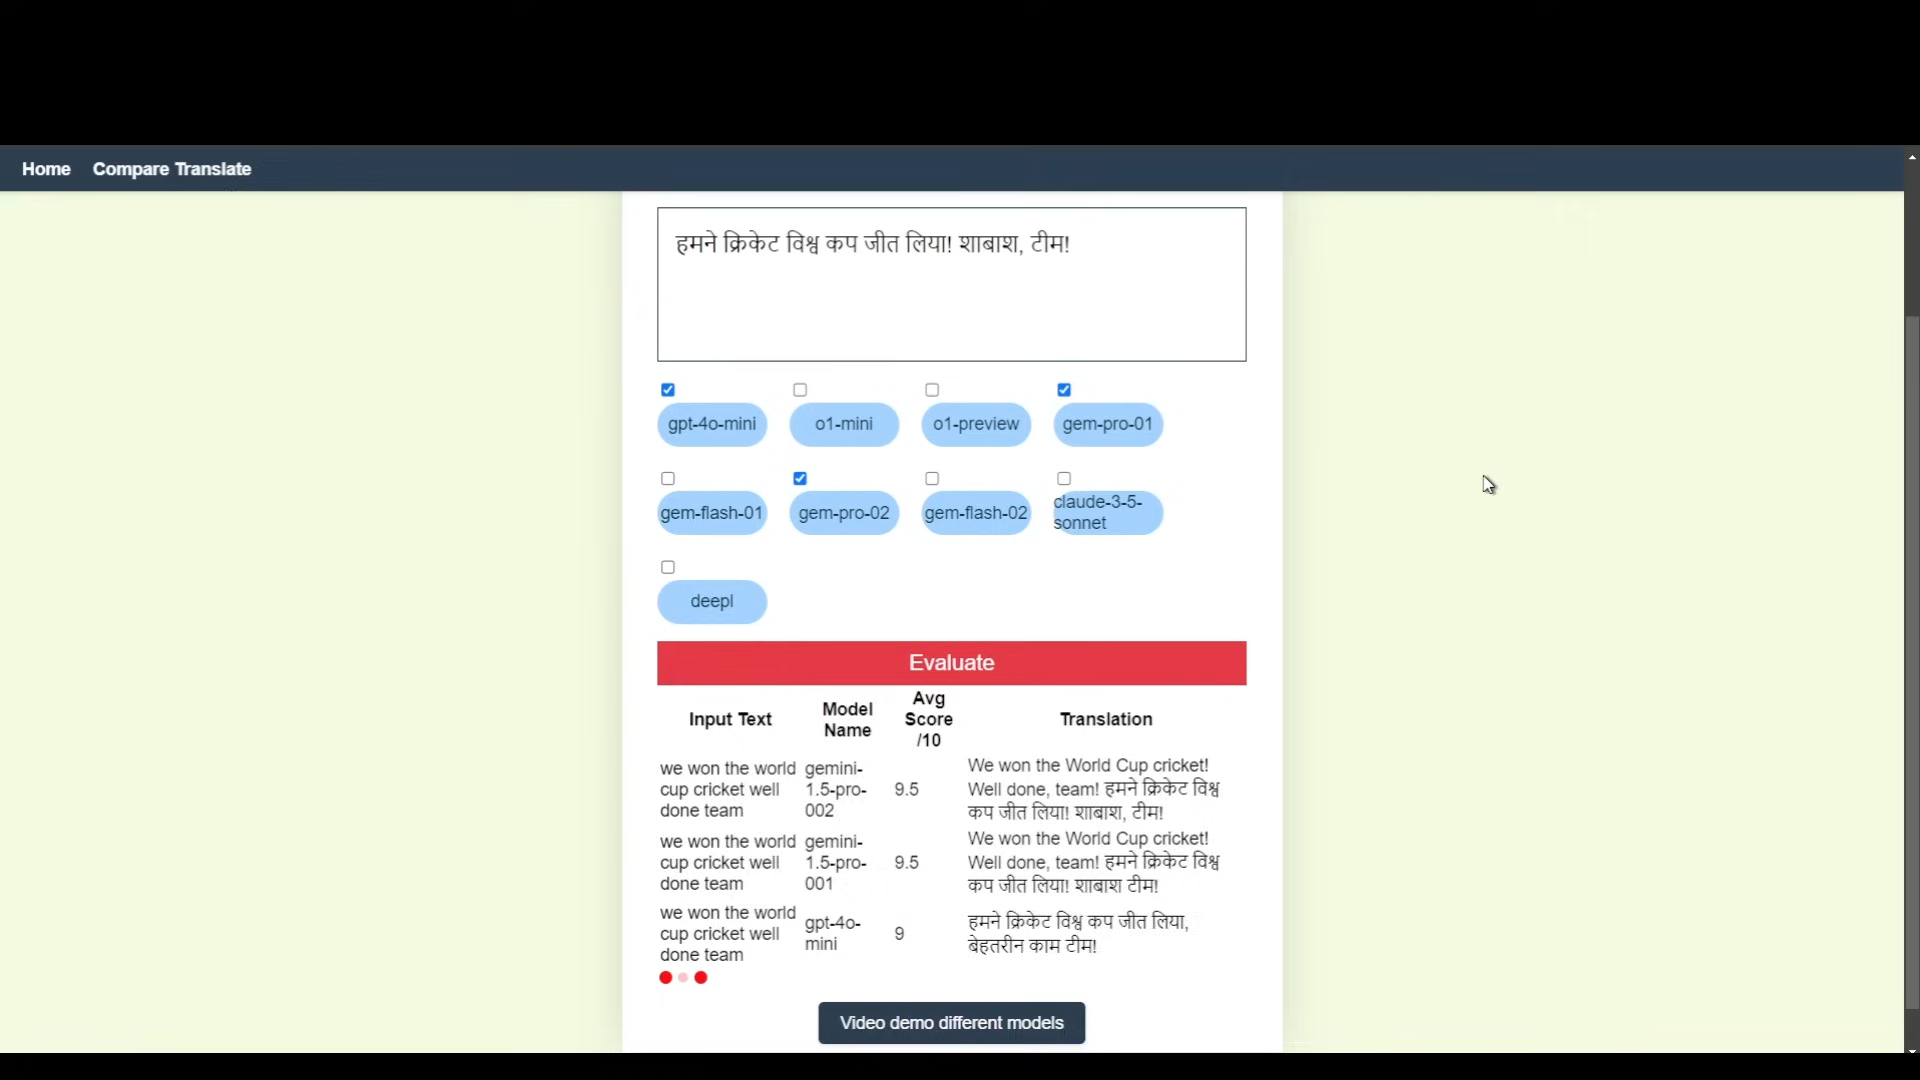 Home Compare Translate
हमने क्रिकेट विश्व कप जीत लिया! शाबाश, टीम!
gpt-4o-mini o1-mini o1-preview gem-pro-01
gem-flash-01 gem-pro-02 gem-flash-02 claude-3-5-
sonnet
deepl
Evaluate
Input Text Model
Name Avg
Score
/10 Translation
we won the world
cup cricket well
done team
gemini-
1.5-pro-
002
9.5
We won the World Cup cricket!
Well done, team! हमने क्रिकेट विश्व
कप जीत लिया! शाबाश, टीम!
we won the world
cup cricket well
done team
gemini-
1.5-pro-
001
9.5
We won the World Cup cricket!
Well done, team! हमने क्रिकेट विश्व
कप जीत लिया! शाबाश टीम!
we won the world
cup cricket well
done team
gpt-4o-
mini
9
हमने क्रिकेट विश्व कप जीत लिया,
बेहतरीन काम टीम!
Video demo different models